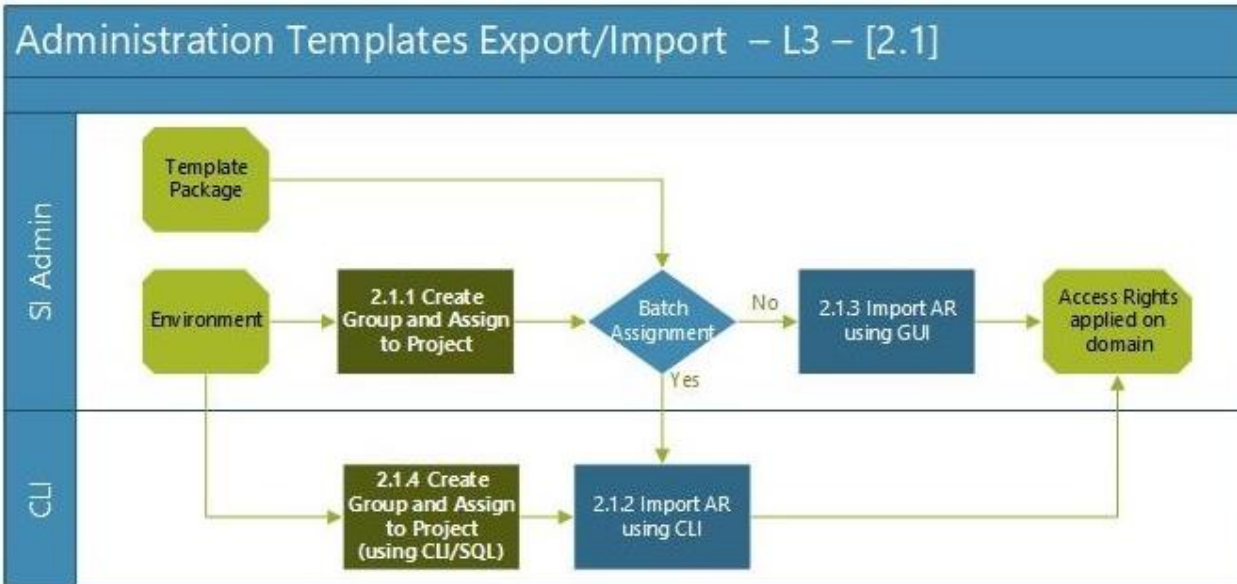 Administration Templates Export/Import – L3 – [2.1]
SI Admin
Template
Package
Environment
2.1.1 Create
Group and Assign
to Project
Batch
Assignment
No
2.1.3 Import AR
using GUI
Access Rights
applied on
domain
Yes
CLI
2.1.4 Create
Group and Assign
to Project
(using CLI/SQL)
2.1.2 Import AR
using CLI